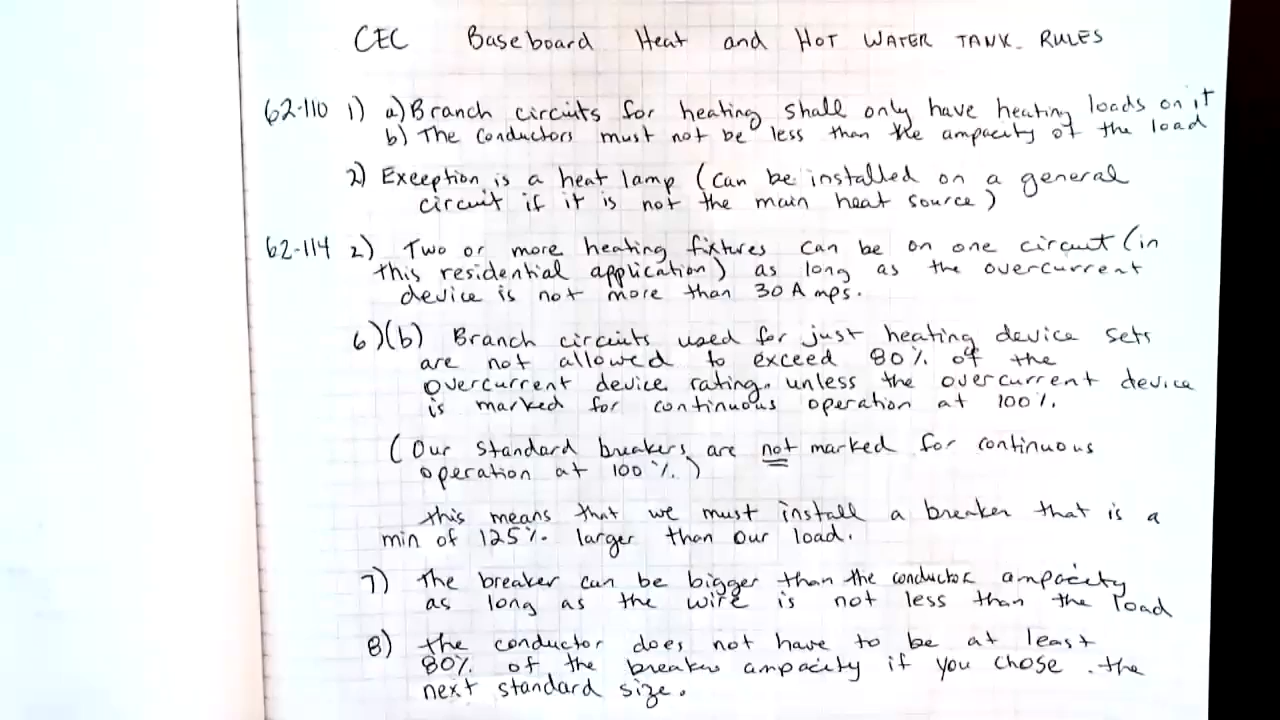 CEC Baseboard Heat and HOT WATER TANK RULES
62-110 1) a) Branch circuits for heating shall only have heating loads on it
b) The conductors must not be less than the ampacity of the load
2) Exception is a heat lamp (can be installed on a general
circuit if it is not the main heat source)
62-114 2) Two or more heating fixtures can be on one circuit (in
this residential application) as long as the overcurrent
device is not more than 30 Amps.
6)(b) Branch circuits used for just heating device sets
are not allowed to exceed 80% of the
overcurrent device rating, unless the overcurrent device
is marked for continuous operation at 100%.
(Our standard breakers are not marked for continuous
operation at 100%.)
this means that we must install a breaker that is a
min of 125% larger than our load.
7) The breaker can be bigger than the conductor ampacity
as long as the wire is not less than the load
8) the conductor does not have to be at least
80% of the breaker ampacity if you chose the
next standard size.